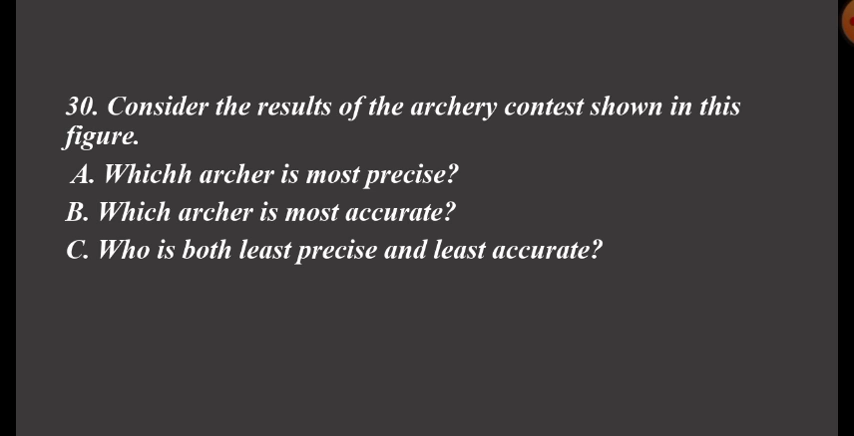 30. Consider the results of the archery contest shown in this
figure.
A. Whichh archer is most precise?
B. Which archer is most accurate?
C. Who is both least precise and least accurate?